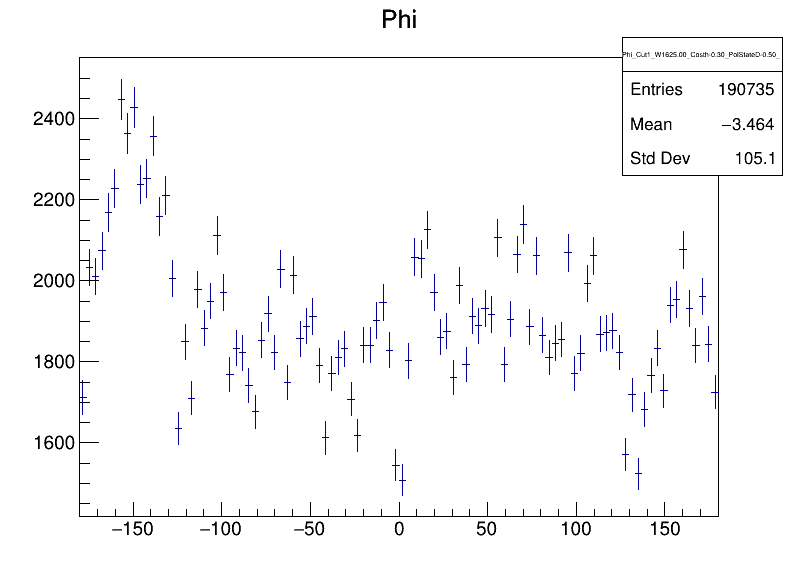 Phi
Phi_Cut1_W1625.00_Costh-0.30_PolStateD-0.50_
Entries 190735
Mean −3.464
Std Dev 105.1
2400
2200
2000
1800
1600
−150 −100 −50 0 50 100 150